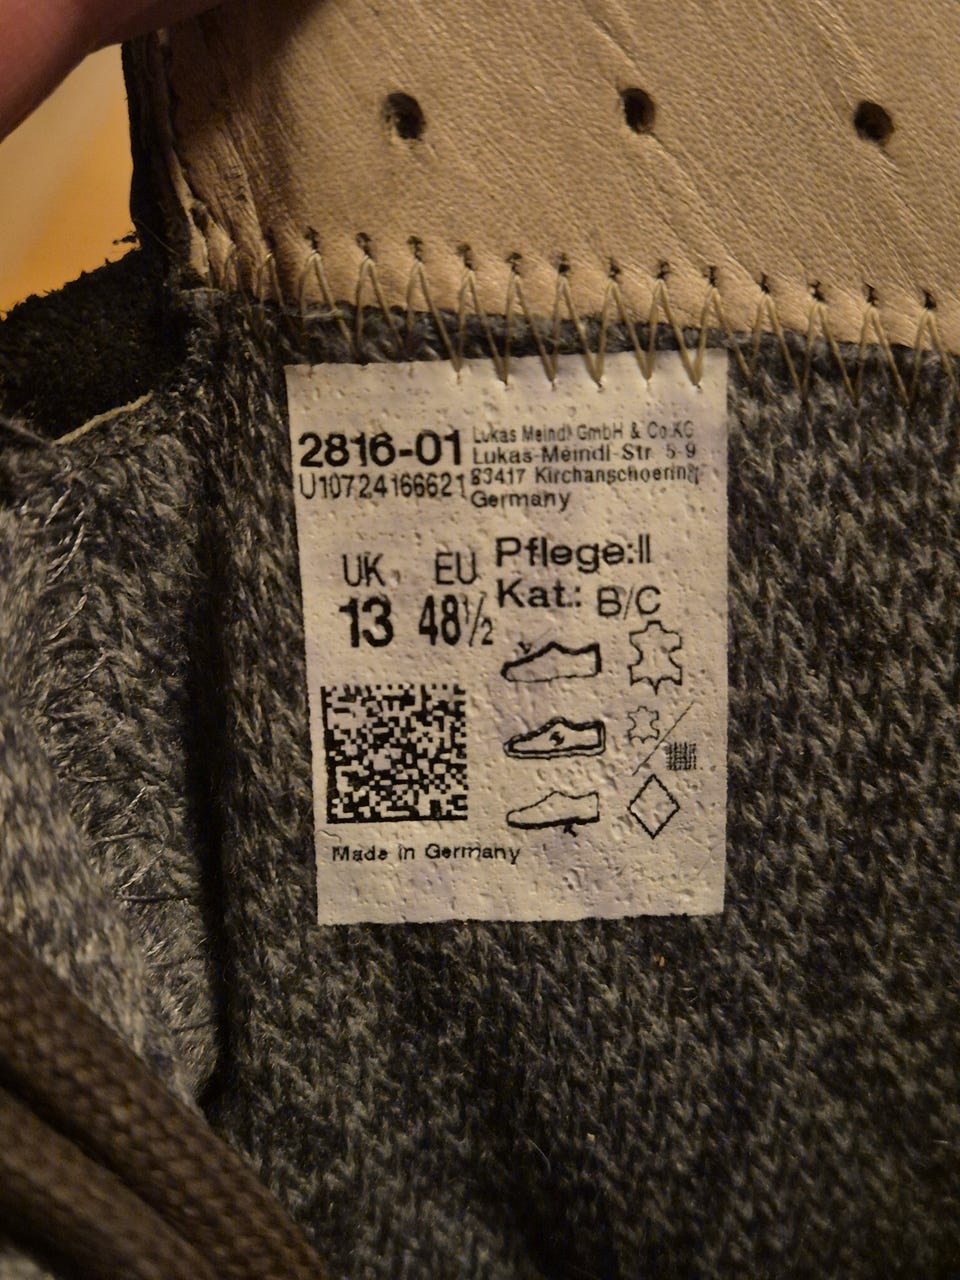 2816-01
U10724166621
Lukas Meindl GmbH & Co.KG
Lukas-Meindl-Str 5-9
83417 Kirchanschoering
Germany
UK EU
13 48½
Pflege:II
Kat.: B/C
Made in Germany